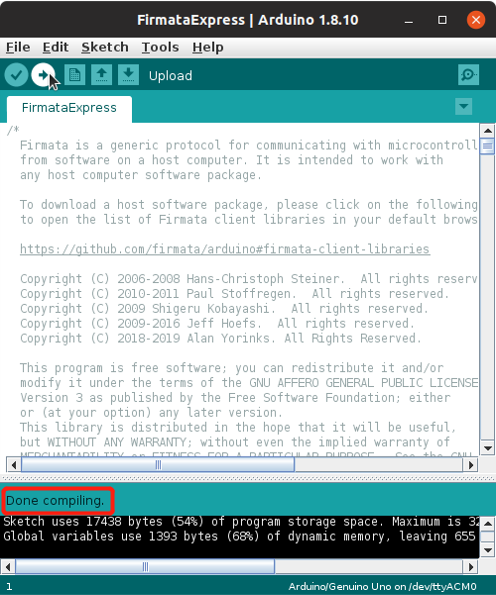 FirmataExpress | Arduino 1.8.10
File Edit Sketch Tools Help
Upload
FirmataExpress
/*
Firmata is a generic protocol for communicating with microcontroll
from software on a host computer. It is intended to work with
any host computer software package.
To download a host software package, please click on the following
to open the list of Firmata client libraries in your default brows
https://github.com/firmata/arduino#firmata-client-libraries
Copyright (C) 2006-2008 Hans-Christoph Steiner.  All rights reserv
Copyright (C) 2010-2011 Paul Stoffregen.  All rights reserved.
Copyright (C) 2009 Shigeru Kobayashi.  All rights reserved.
Copyright (C) 2009-2016 Jeff Hoefs.  All rights reserved.
Copyright (C) 2018-2019 Alan Yorinks. All Rights Reserved.
This program is free software; you can redistribute it and/or
modify it under the terms of the GNU AFFERO GENERAL PUBLIC LICENSE
Version 3 as published by the Free Software Foundation; either
or (at your option) any later version.
This library is distributed in the hope that it will be useful,
but WITHOUT ANY WARRANTY; without even the implied warranty of
MERCHANTABILITY or FITNESS FOR A PARTICULAR PURPOSE.  See the GNU
Done compiling.
Sketch uses 17438 bytes (54%) of program storage space. Maximum is 32
Global variables use 1393 bytes (68%) of dynamic memory, leaving 655
1
Arduino/Genuino Uno on /dev/ttyACM0